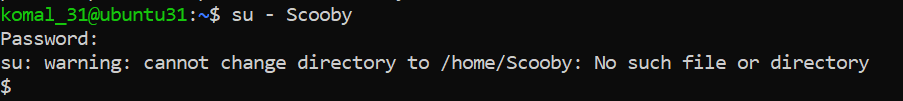 komal_31@ubuntu31:~$ su - Scooby
Password:
su: warning: cannot change directory to /home/Scooby: No such file or directory
$